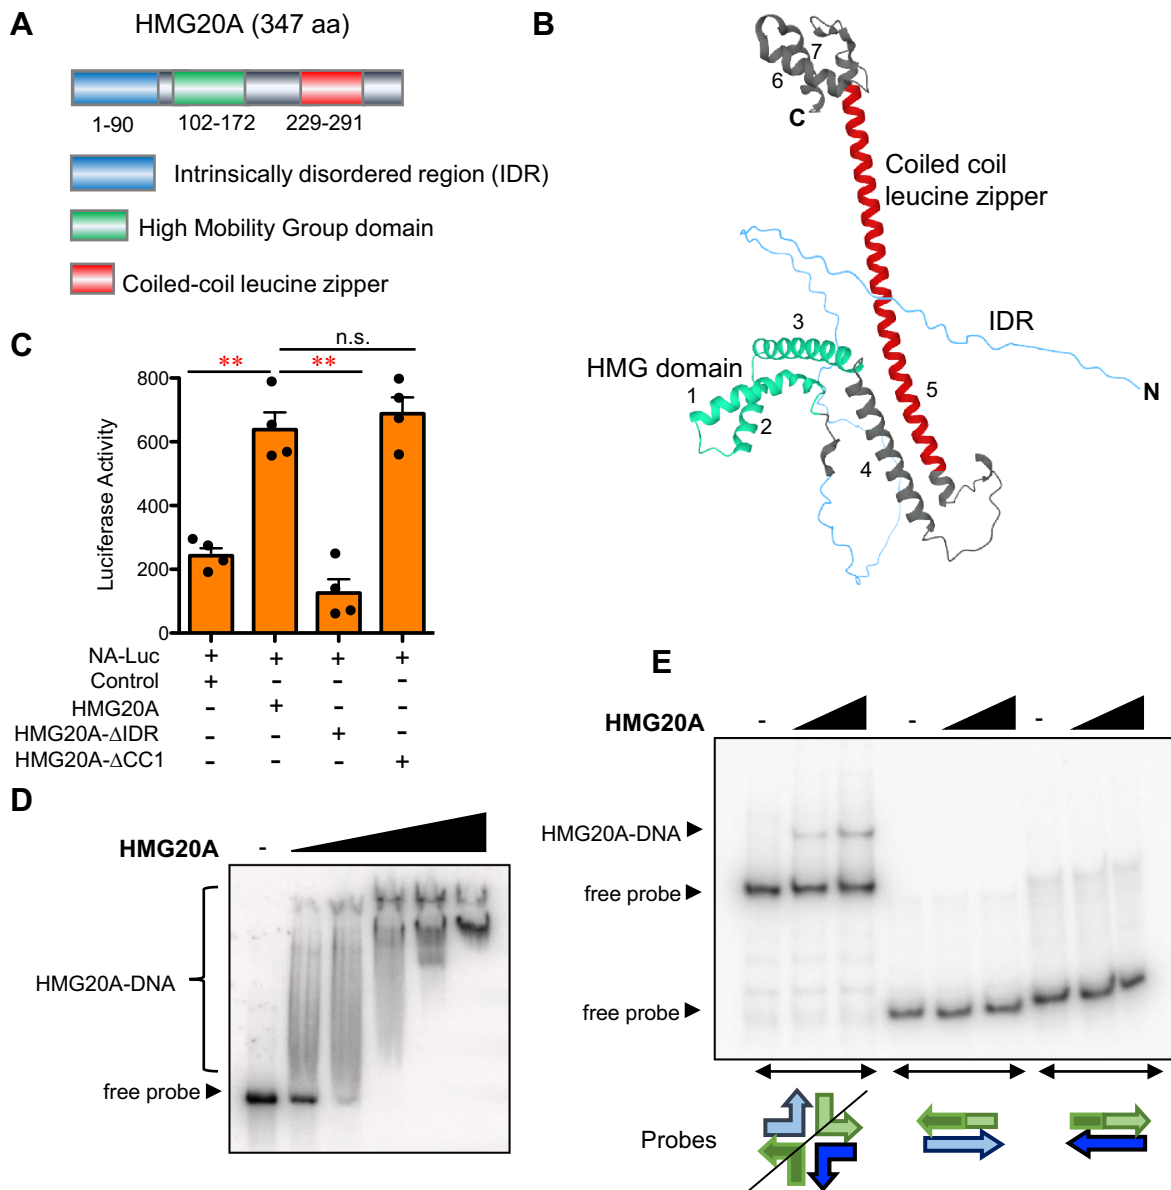 A
HMG20A (347 aa)
1-90
102-172
229-291
Intrinsically disordered region (IDR)
High Mobility Group domain
Coiled-coil leucine zipper
B
7
6
C
Coiled coil
leucine zipper
IDR
N
3
HMG domain
1
2
5
4
C
n.s.
** **
800
600
400
200
0
Luciferase Activity
NA-Luc + + + +
Control + - - -
HMG20A - + - -
HMG20A-ΔIDR - - + -
HMG20A-ΔCC1 - - - +
D
HMG20A -
HMG20A-DNA
free probe
E
HMG20A - - -
HMG20A-DNA
free probe
free probe
Probes